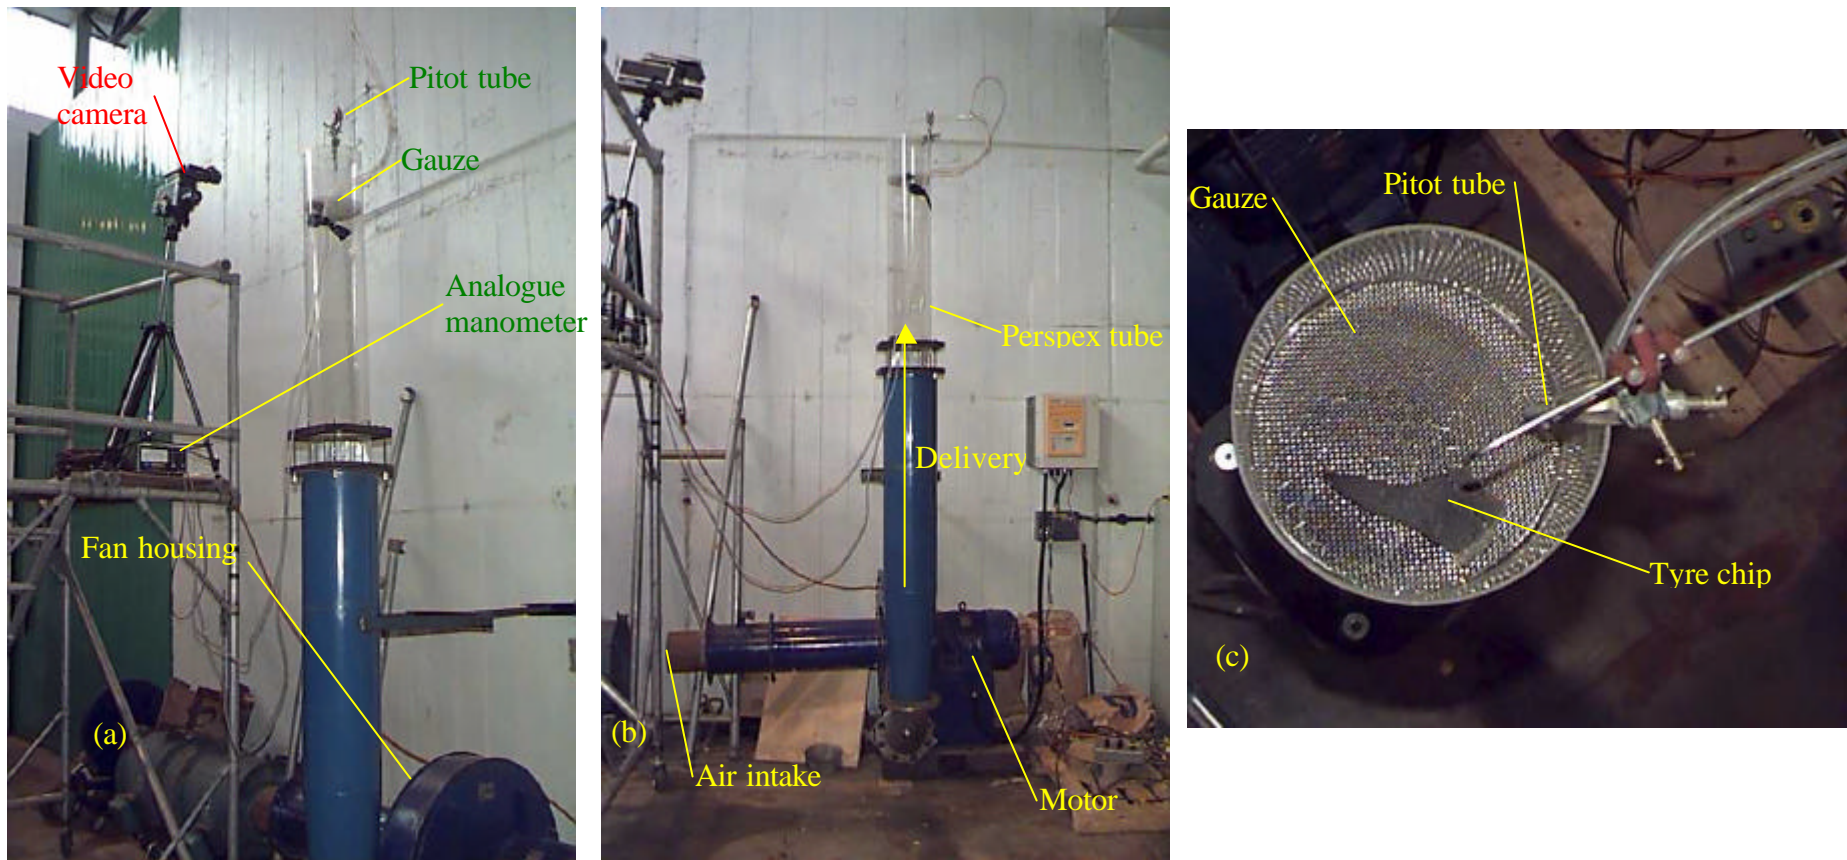 Video
camera
Pitot tube
Gauze
Analogue
manometer
Fan housing
(a)
Perspex tube
Delivery
(b)
Air intake
Motor
Gauze
Pitot tube
Tyre chip
(c)